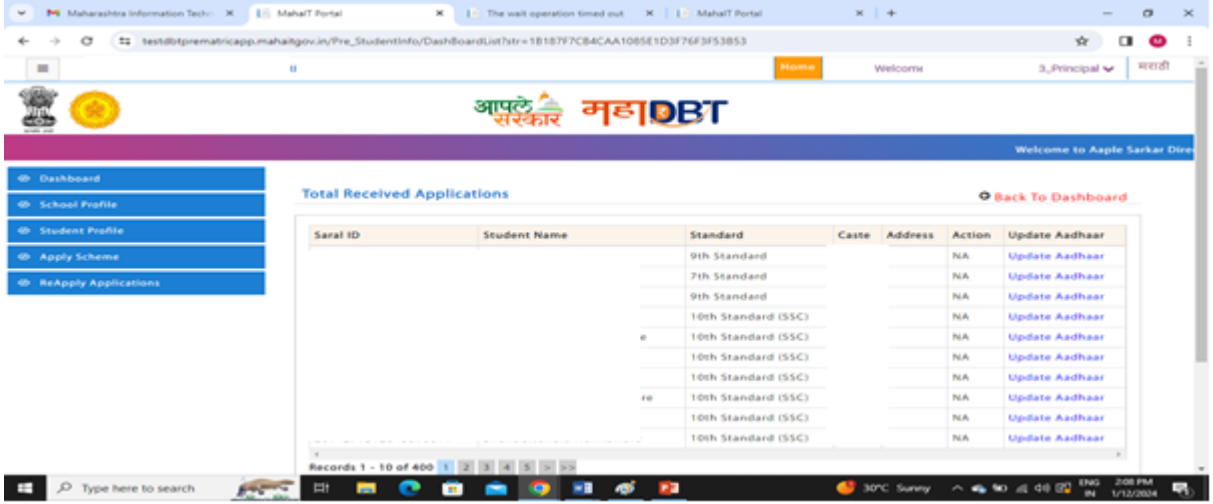 Maharashtra Information Techn
MahaIT Portal
The wait operation timed out
MahaIT Portal
testdbtprematricapp.mahaitgov.in/Pre_StudentInfo/DashBoardList?str=1B187F7CB4CAA1085E1D3F76F3F53853
Home
Welcome
3_Principal
मराठी
आपले सरकार महाDBT
Welcome to Aaple Sarkar Dire
Dashboard
School Profile
Student Profile
Apply Scheme
ReApply Applications
Total Received Applications
Back To Dashboard
Saral ID Student Name Standard Caste Address Action Update Aadhaar
9th Standard NA Update Aadhaar
7th Standard NA Update Aadhaar
9th Standard NA Update Aadhaar
10th Standard (SSC) NA Update Aadhaar
e 10th Standard (SSC) NA Update Aadhaar
10th Standard (SSC) NA Update Aadhaar
10th Standard (SSC) NA Update Aadhaar
re 10th Standard (SSC) NA Update Aadhaar
10th Standard (SSC) NA Update Aadhaar
10th Standard (SSC) NA Update Aadhaar
Records 1 - 10 of 400 1 2 3 4 5 > >>
Type here to search
30°C Sunny
ENG IN
2:08 PM
1/12/2024